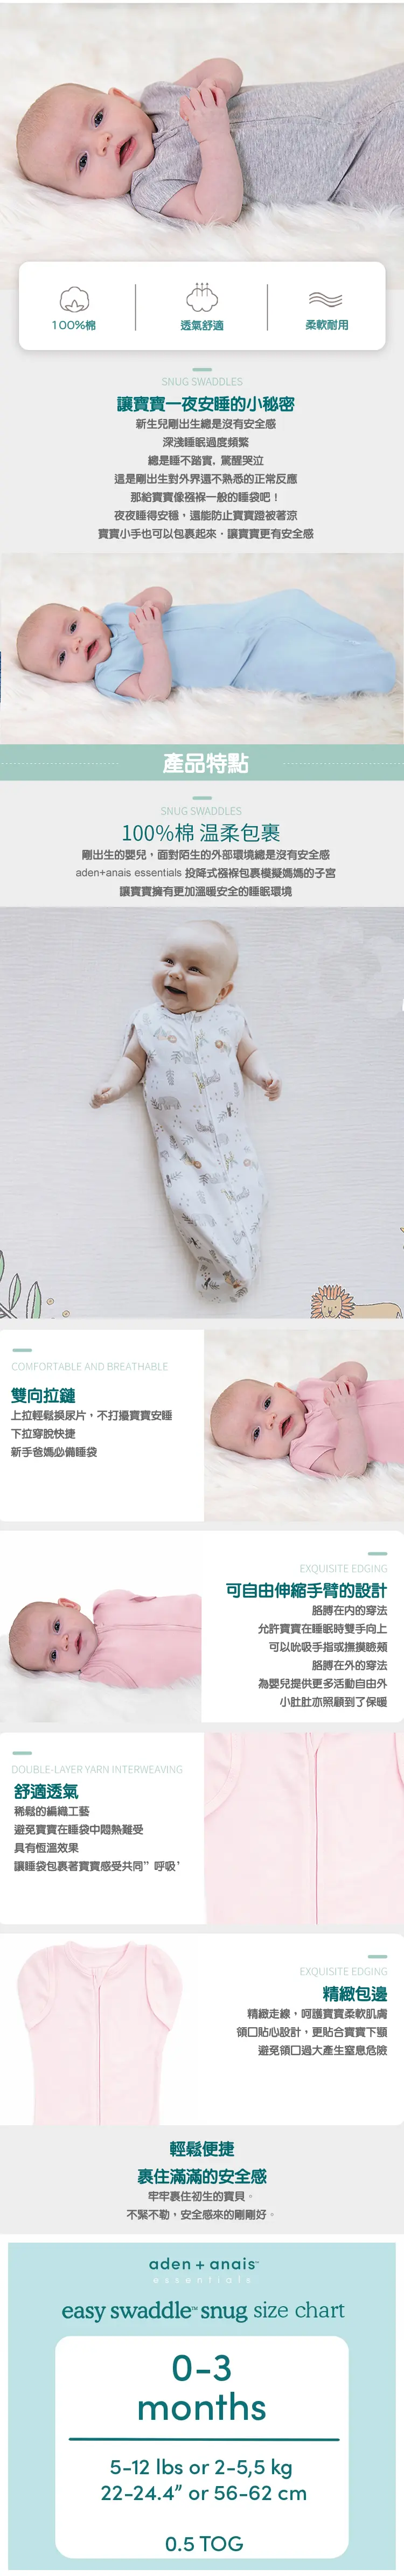 100%棉
透氣舒適
柔軟耐用
SNUG SWADDLES
讓寶寶一夜安睡的小秘密
新生兒剛出生總是沒有安全感
深淺睡眠過度頻繁
總是睡不踏實, 驚醒哭泣
這是剛出生對外界還不熟悉的正常反應
那給寶寶像襁褓一般的睡袋吧！
夜夜睡得安穩，還能防止寶寶蹬被著涼
寶寶小手也可以包裹起來，讓寶寶更有安全感
產品特點
SNUG SWADDLES
100%棉 温柔包裹
剛出生的嬰兒，面對陌生的外部環境總是沒有安全感
aden+anais essentials 投降式襁褓包裹模擬媽媽的子宮
讓寶寶擁有更加溫暖安全的睡眠環境
COMFORTABLE AND BREATHABLE
雙向拉鏈
上拉輕鬆換尿片，不打擾寶寶安睡
下拉穿脫快捷
新手爸媽必備睡袋
EXQUISITE EDGING
可自由伸縮手臂的設計
胳膊在內的穿法
允許寶寶在睡眠時雙手向上
可以吮吸手指或撫摸臉頰
胳膊在外的穿法
為嬰兒提供更多活動自由外
小肚肚亦照顧到了保暖
DOUBLE-LAYER YARN INTERWEAVING
舒適透氣
稀鬆的編織工藝
避免寶寶在睡袋中悶熱難受
具有恆溫效果
讓睡袋包裹著寶寶感受共同”呼吸’
EXQUISITE EDGING
精緻包邊
精緻走線，呵護寶寶柔軟肌膚
領口貼心設計，更貼合寶寶下顎
避免領口過大產生窒息危險
輕鬆便捷
裹住滿滿的安全感
牢牢裹住初生的寶貝。
不緊不勒，安全感來的剛剛好。
aden + anais™
essentials
easy swaddle™ snug size chart
0-3
months
5-12 lbs or 2-5,5 kg
22-24.4” or 56-62 cm
0.5 TOG